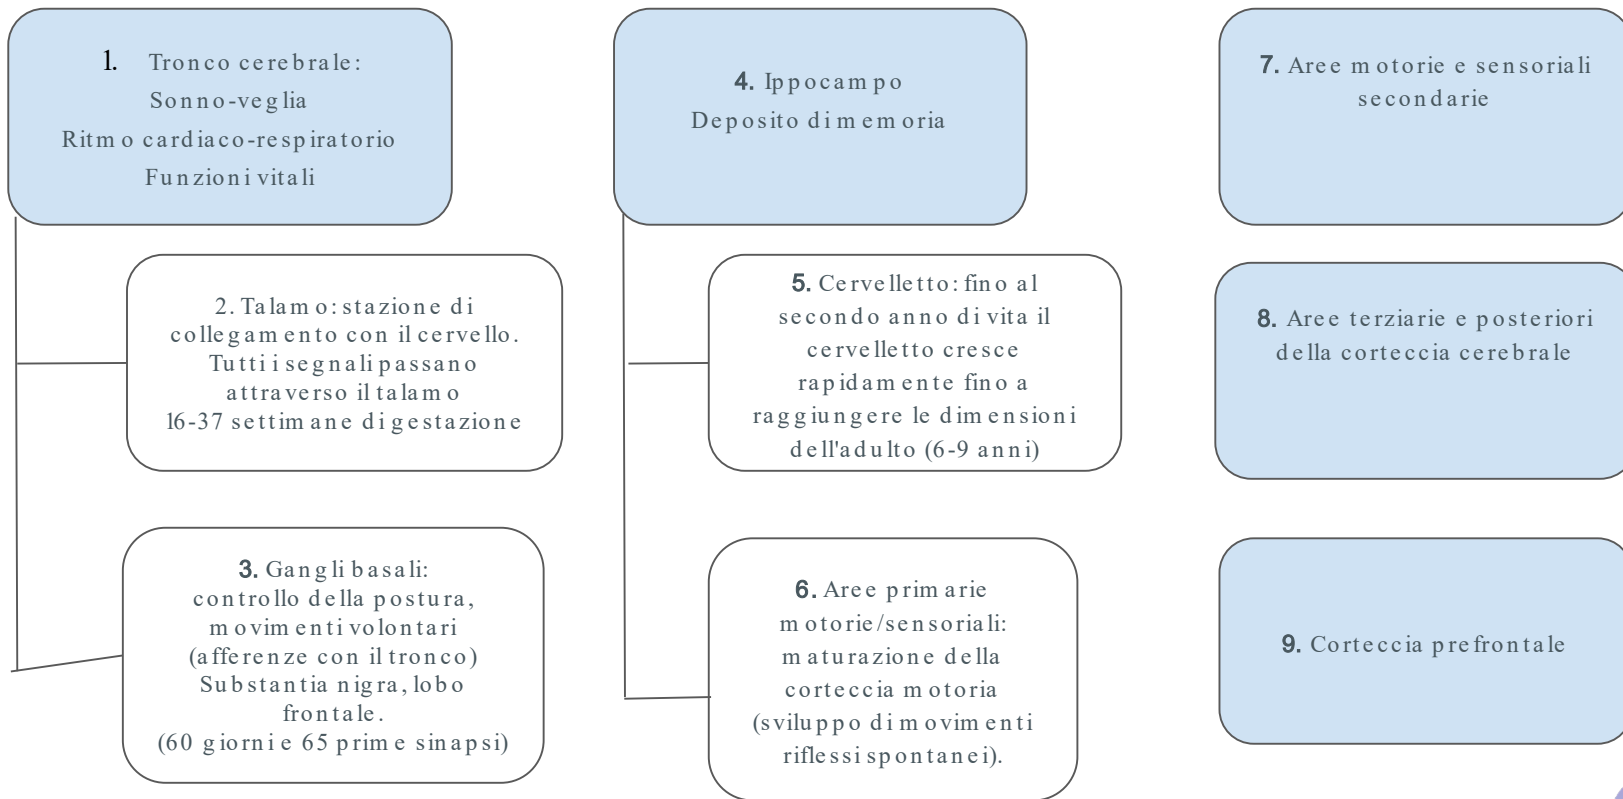 1. Tronco cerebrale:
Sonno-veglia
Ritmo cardiaco-respiratorio
Funzioni vitali
2. Talamo: stazione di
collegamento con il cervello.
Tutti i segnali passano
attraverso il talamo
16-37 settimane di gestazione
3. Gangli basali:
controllo della postura,
movimenti volontari
(afferenze con il tronco)
Substantia nigra, lobo
frontale.
(60 giorni e 65 prime sinapsi)
4. Ippocampo
Deposito di memoria
5. Cervelletto: fino al
secondo anno di vita il
cervelletto cresce
rapidamente fino a
raggiungere le dimensioni
dell'adulto (6-9 anni)
6. Aree primarie
motorie/sensoriali:
maturazione della
corteccia motoria
(sviluppo di movimenti
riflessi spontanei).
7. Aree motorie e sensoriali
secondarie
8. Aree terziarie e posteriori
della corteccia cerebrale
9. Corteccia prefrontale